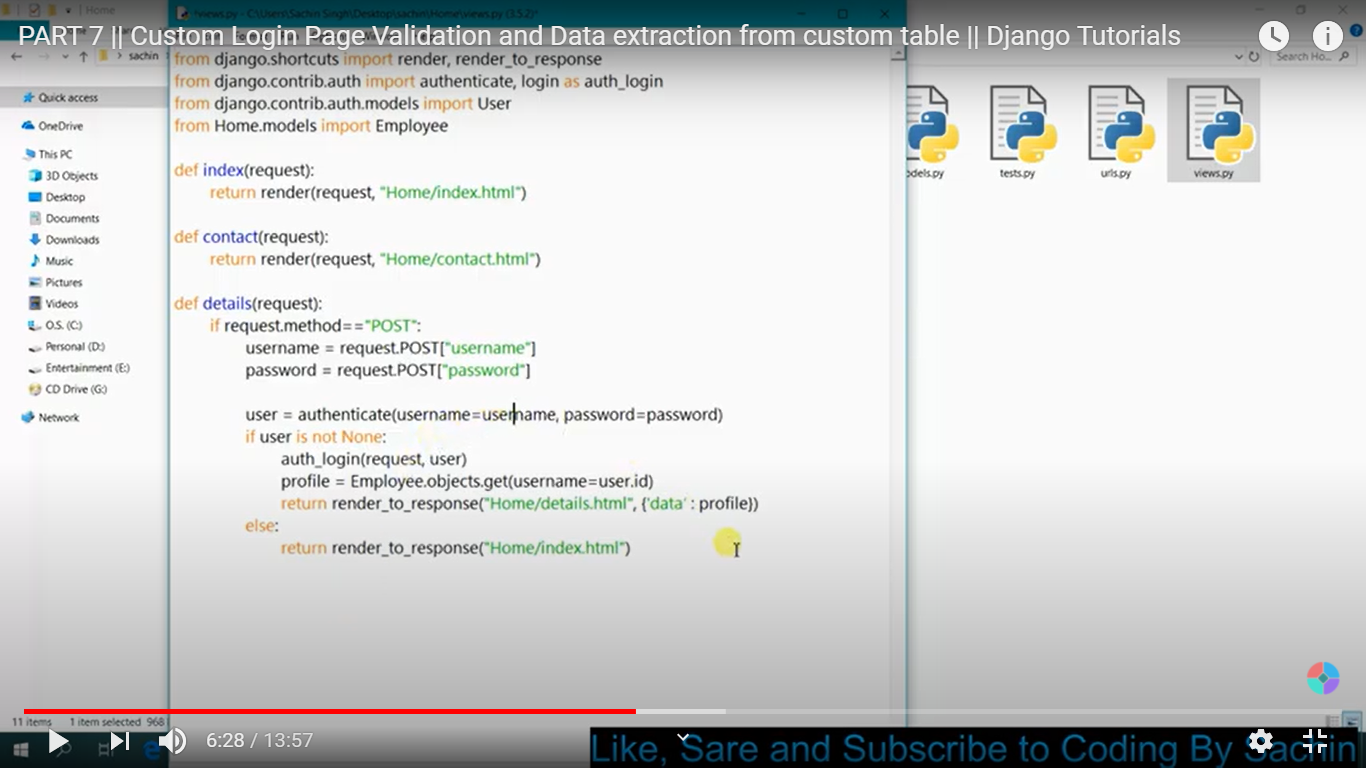 Home
*views.py - C:\Users\Sachin Singh\Desktop\sachin\Home\views.py (3.5.2)*
PART 7 || Custom Login Page Validation and Data extraction from custom table || Django Tutorials
sachin
Search Ho...
Quick access
OneDrive
This PC
3D Objects
Desktop
Documents
Downloads
Music
Pictures
Videos
O.S. (C:)
Personal (D:)
Entertainment (E:)
CD Drive (G:)
Network
from django.shortcuts import render, render_to_response
from django.contrib.auth import authenticate, login as auth_login
from django.contrib.auth.models import User
from Home.models import Employee
def index(request):
return render(request, "Home/index.html")
def contact(request):
return render(request, "Home/contact.html")
def details(request):
if request.method=="POST":
username = request.POST["username"]
password = request.POST["password"]
user = authenticate(username=username, password=password)
if user is not None:
auth_login(request, user)
profile = Employee.objects.get(username=user.id)
return render_to_response("Home/details.html", {'data' : profile})
else:
return render_to_response("Home/index.html")
odels.py
tests.py
urls.py
views.py
11 items 1 item selected 968
6:28 / 13:57
Like, Sare and Subscribe to Coding By Sachin